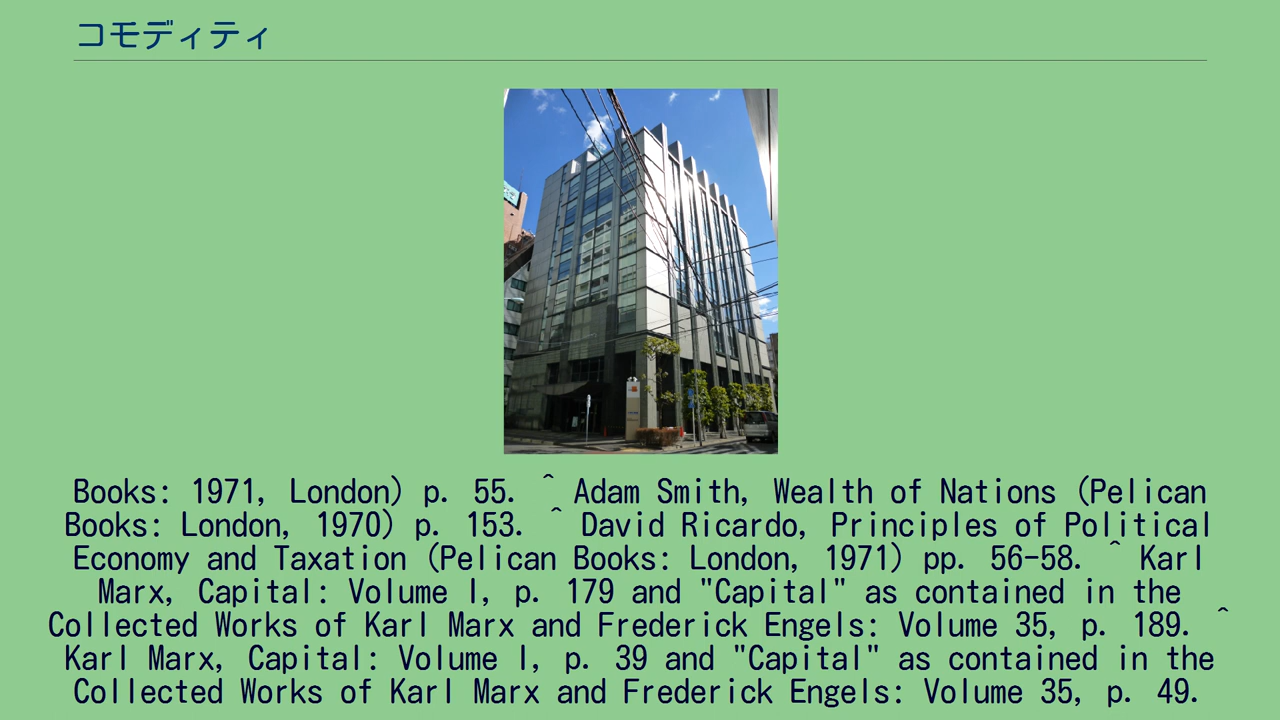 コモディティ
Books: 1971, London) p. 55. ^ Adam Smith, Wealth of Nations (Pelican
Books: London, 1970) p. 153. ^ David Ricardo, Principles of Political
Economy and Taxation (Pelican Books: London, 1971) pp. 56-58. ^ Karl
Marx, Capital: Volume I, p. 179 and "Capital" as contained in the
Collected Works of Karl Marx and Frederick Engels: Volume 35, p. 189. ^
Karl Marx, Capital: Volume I, p. 39 and "Capital" as contained in the
Collected Works of Karl Marx and Frederick Engels: Volume 35, p. 49.